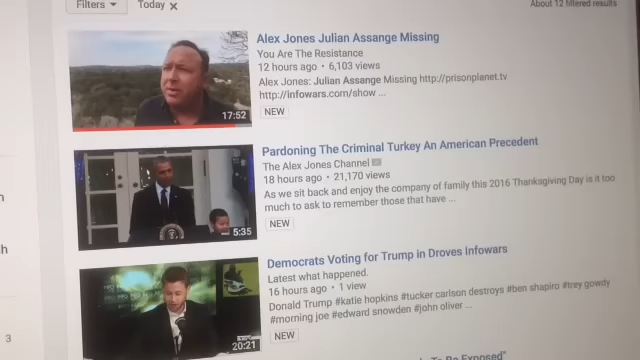 Filters
Today ×
About 12 filtered results
Alex Jones Julian Assange Missing
You Are The Resistance
12 hours ago • 6,103 views
Alex Jones: Julian Assange Missing http://prisonplanet.tv
http://infowars.com/show ...
NEW
17:52
Pardoning The Criminal Turkey An American Precedent
The Alex Jones Channel
18 hours ago • 21,170 views
As we sit back and enjoy the company of family this 2016 Thanksgiving Day is it too
much to ask to remember those that have ...
NEW
5:35
Democrats Voting for Trump in Droves Infowars
Latest what happened.
16 hours ago • 1 view
Donald Trump #katie hopkins #tucker carlson destroys #ben shapiro #trey gowdy
#morning joe #edward snowden #john oliver ...
NEW
20:21
3
To Be Exposed"